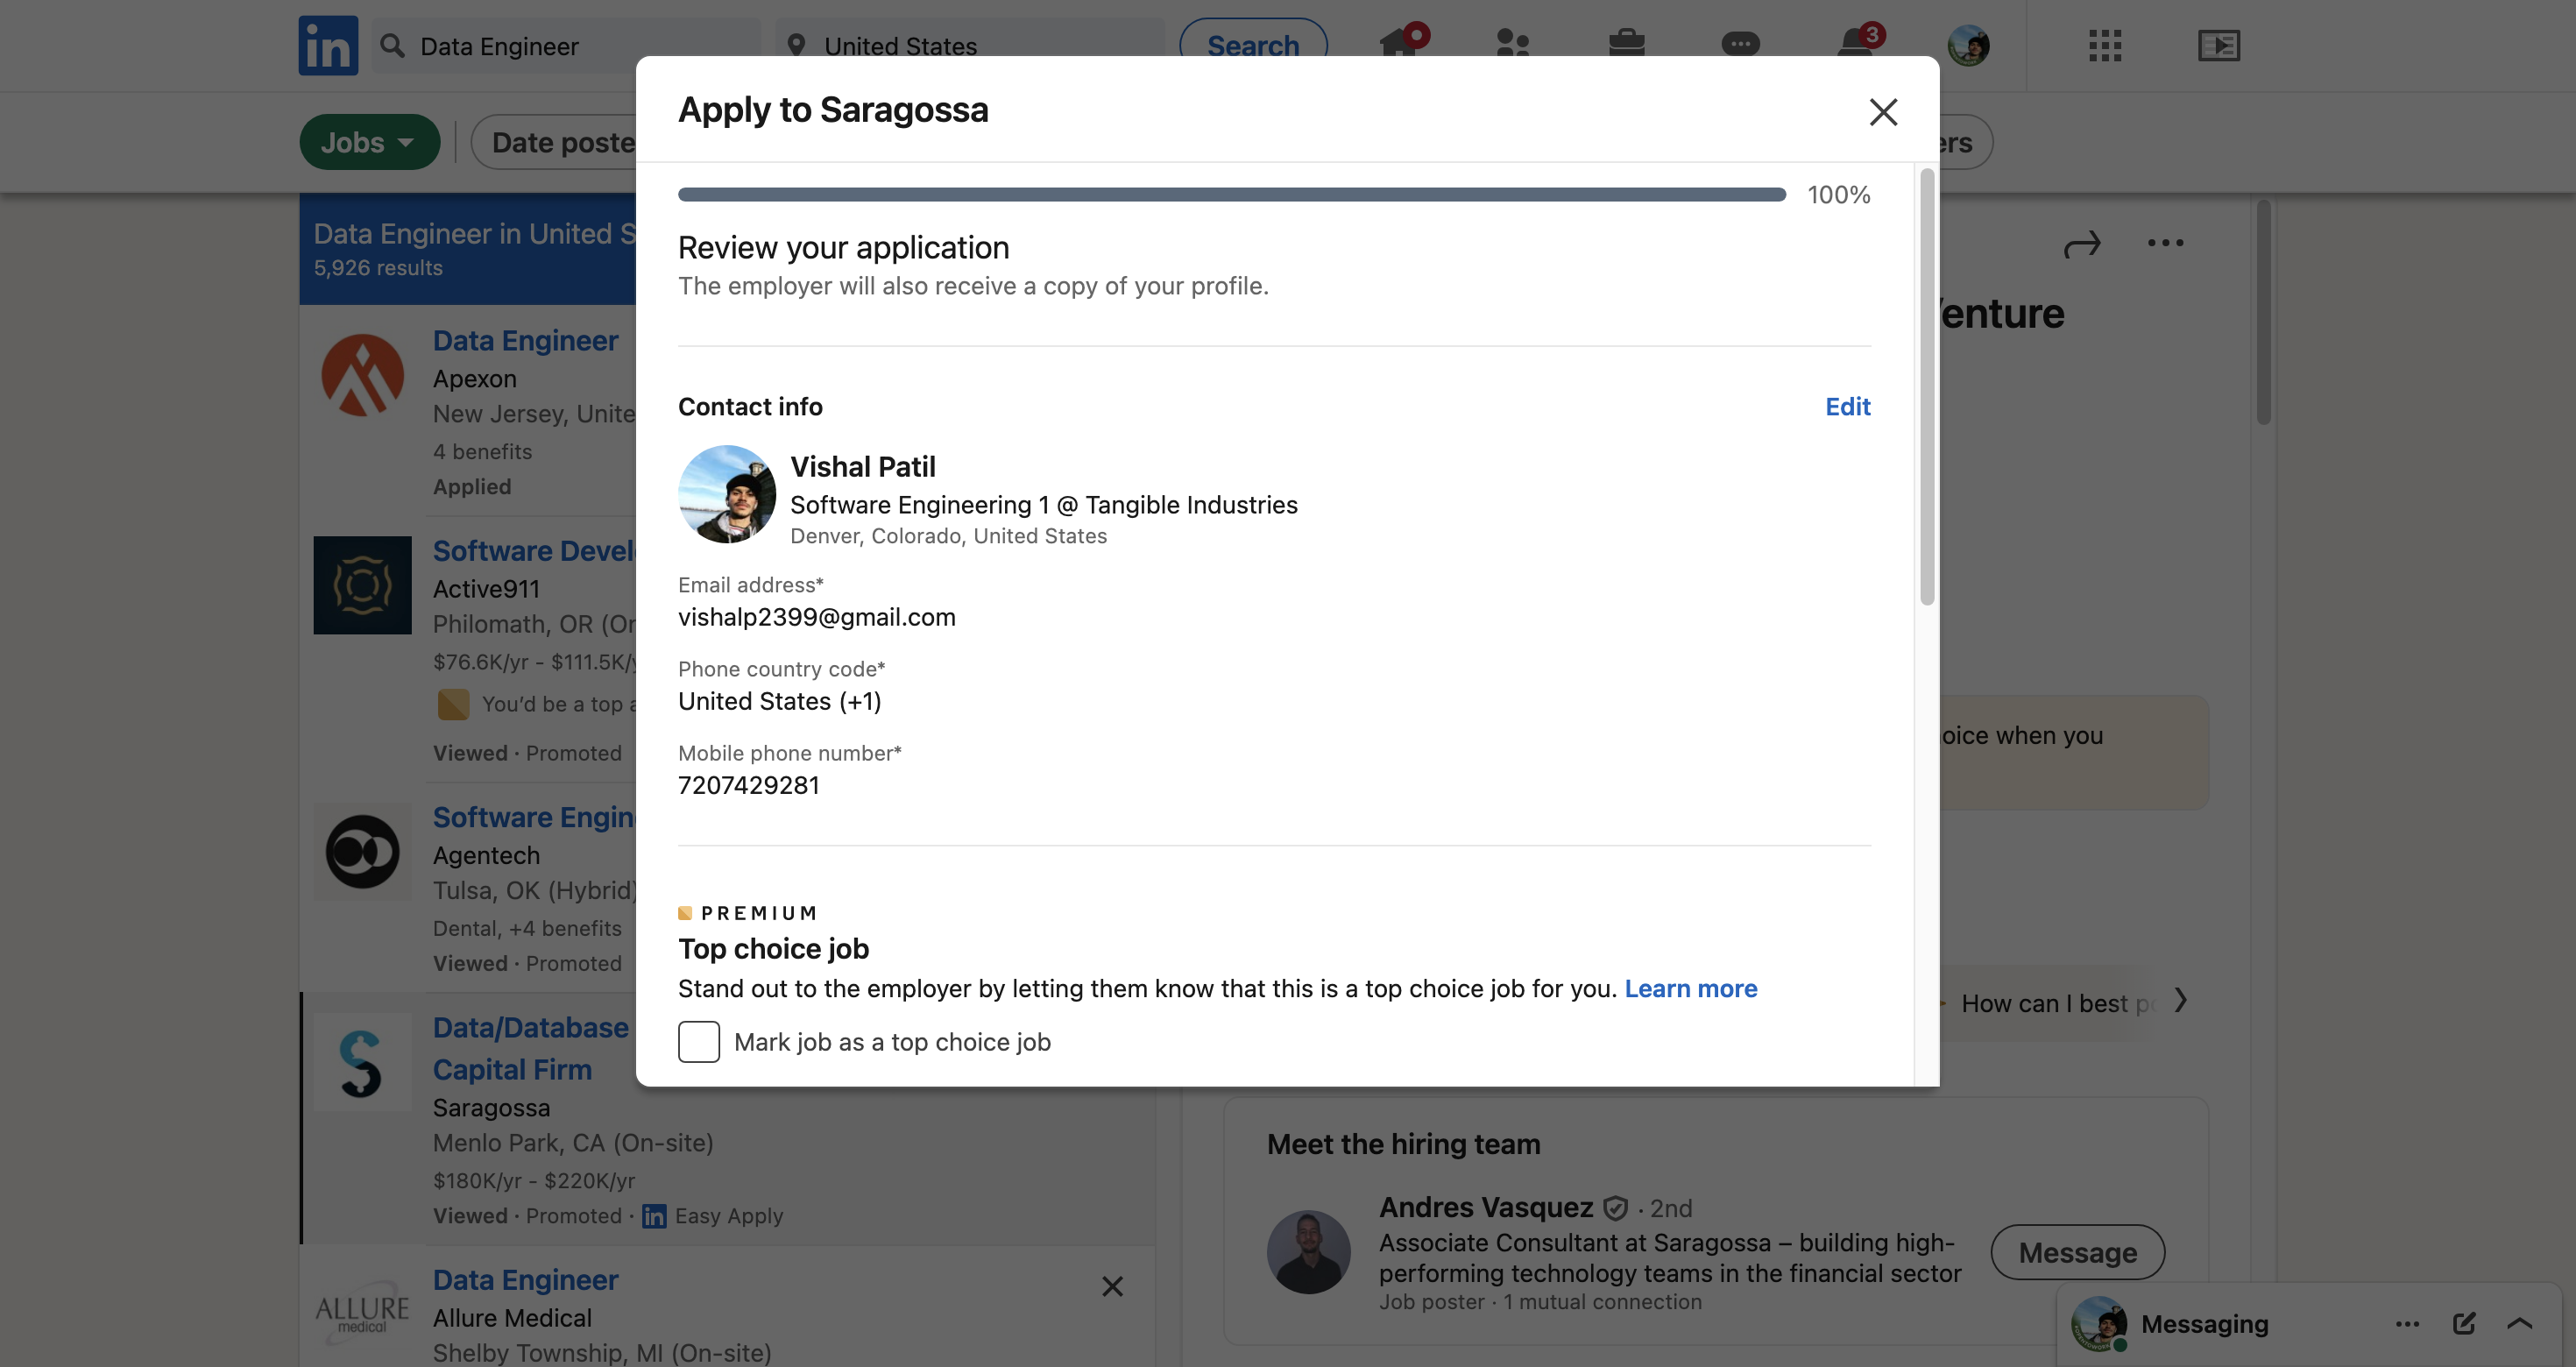 in
Data Engineer
United States
Search
3
Jobs
Date poste
ers
Data Engineer in United S
5,926 results
Data Engineer
Apexon
New Jersey, Unite
4 benefits
Applied
Software Devel
Active911
Philomath, OR (Or
$76.6K/yr - $111.5K/y
You'd be a top a
Viewed · Promoted
Software Engin
Agentech
Tulsa, OK (Hybrid)
Dental, +4 benefits
Viewed · Promoted
Data/Database
Capital Firm
Saragossa
Menlo Park, CA (On-site)
$180K/yr - $220K/yr
Viewed · Promoted · in Easy Apply
ALLURE
medical
Data Engineer
Allure Medical
Shelby Township, MI (On-site)
Apply to Saragossa
100%
Review your application
The employer will also receive a copy of your profile.
Contact info
Edit
Vishal Patil
Software Engineering 1 @ Tangible Industries
Denver, Colorado, United States
Email address*
vishalp2399@gmail.com
Phone country code*
United States (+1)
Mobile phone number*
7207429281
PREMIUM
Top choice job
Stand out to the employer by letting them know that this is a top choice job for you. Learn more
Mark job as a top choice job
enture
oice when you
How can I best
Meet the hiring team
Andres Vasquez · 2nd
Associate Consultant at Saragossa – building high-
performing technology teams in the financial sector
Job poster · 1 mutual connection
Message
Messaging